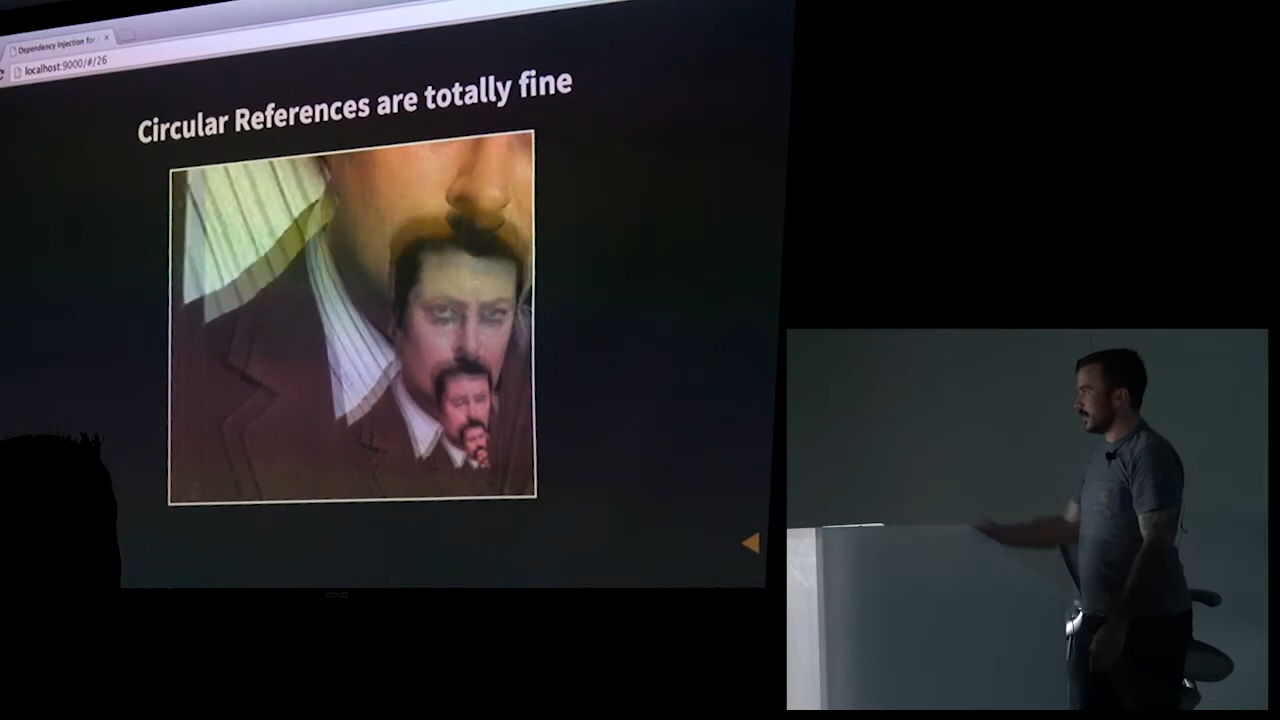 Dependency Injection for
localhost:9000/#/26
Circular References are totally fine